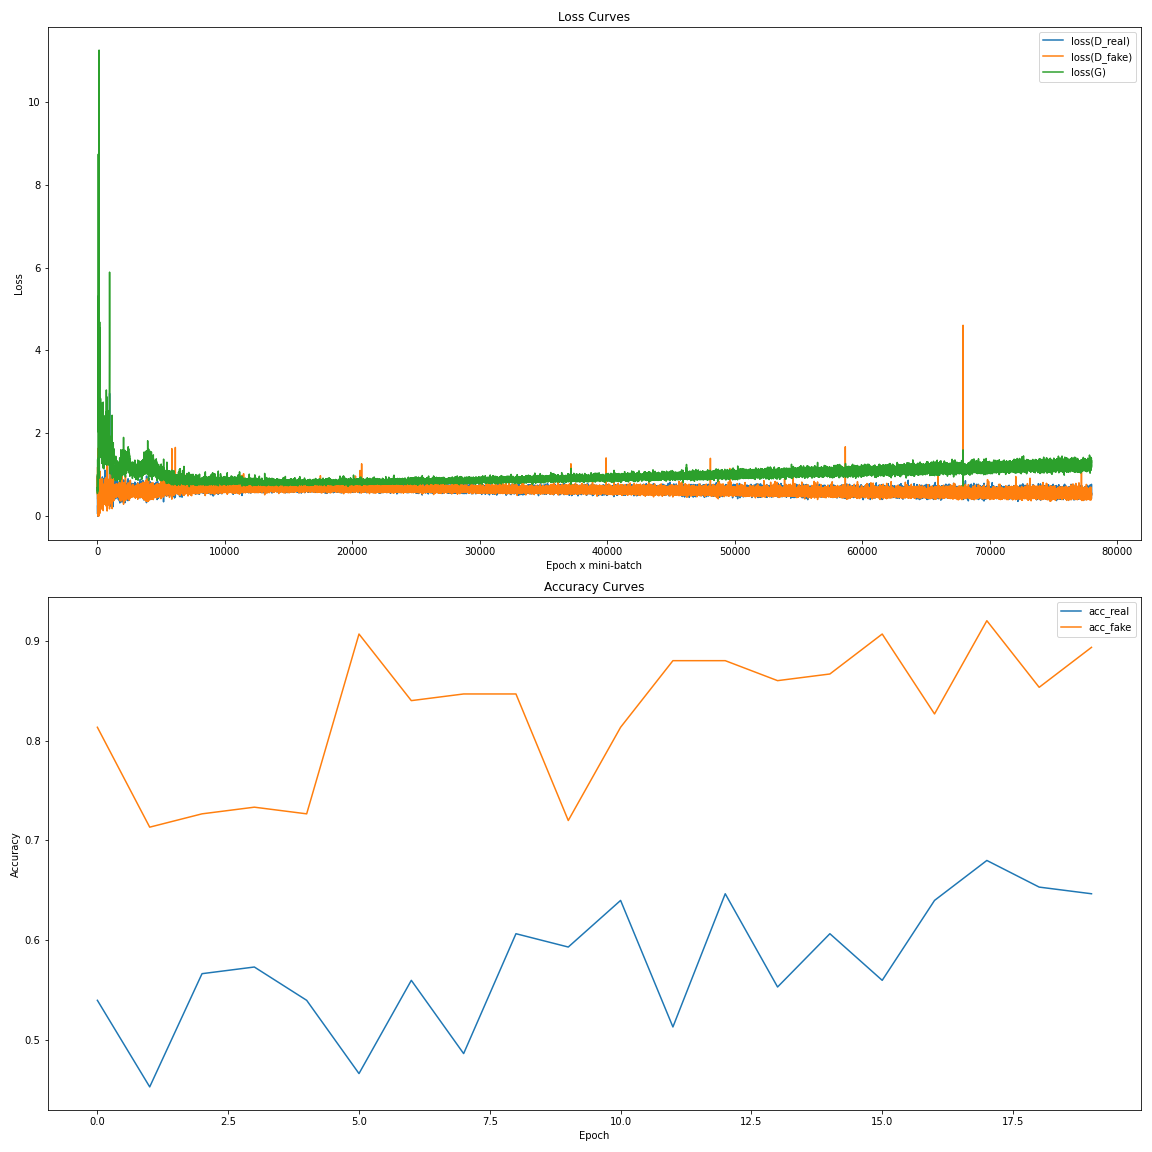 Loss Curves
loss(D_real)
loss(D_fake)
loss(G)
10
8
6
4
2
0
Loss
0 10000 20000 30000 40000 50000 60000 70000 80000
Epoch x mini-batch
Accuracy Curves
acc_real
acc_fake
0.9
0.8
0.7
0.6
0.5
Accuracy
0.0 2.5 5.0 7.5 10.0 12.5 15.0 17.5
Epoch